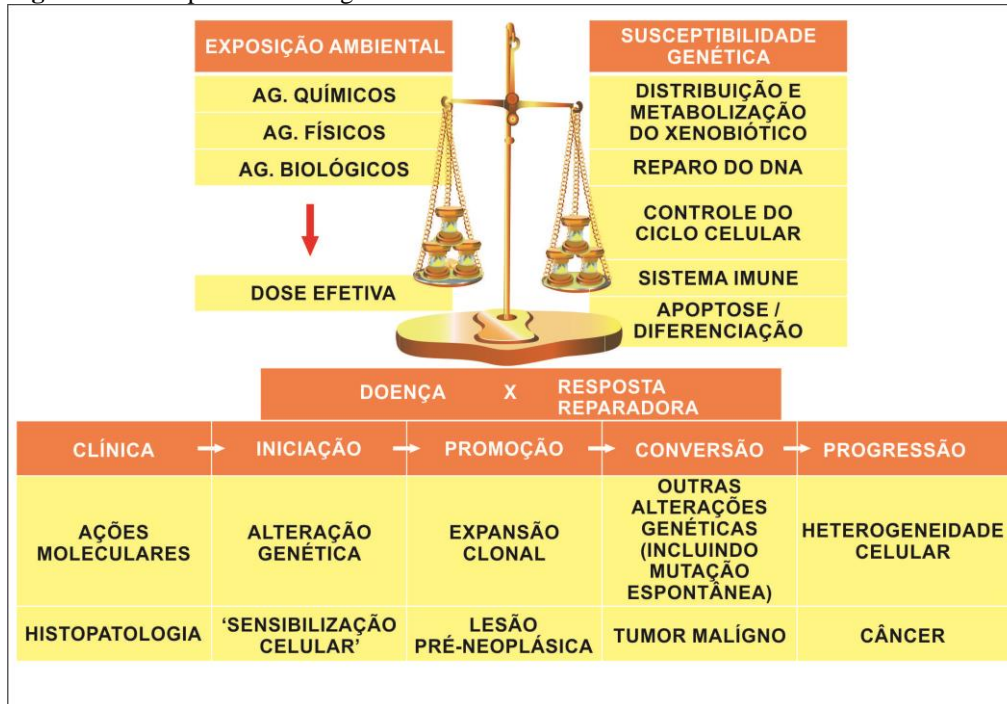 EXPOSIÇÃO AMBIENTAL
AG. QUÍMICOS
AG. FÍSICOS
AG. BIOLÓGICOS
DOSE EFETIVA
SUSCEPTIBILIDADE
GENÉTICA
DISTRIBUIÇÃO E
METABOLIZAÇÃO
DO XENOBIÓTICO
REPARO DO DNA
CONTROLE DO
CICLO CELULAR
SISTEMA IMUNE
APOPTOSE /
DIFERENCIAÇÃO
DOENÇA X RESPOSTA
REPARADORA
CLÍNICA
INICIAÇÃO
PROMOÇÃO
CONVERSÃO
PROGRESSÃO
AÇÕES
MOLECULARES
ALTERAÇÃO
GENÉTICA
EXPANSÃO
CLONAL
OUTRAS
ALTERAÇÕES
GENÉTICAS
(INCLUINDO
MUTAÇÃO
ESPONTÂNEA)
HETEROGENEIDADE
CELULAR
HISTOPATOLOGIA
‘SENSIBILIZAÇÃO
CELULAR’
LESÃO
PRÉ-NEOPLÁSICA
TUMOR MALÍGNO
CÂNCER